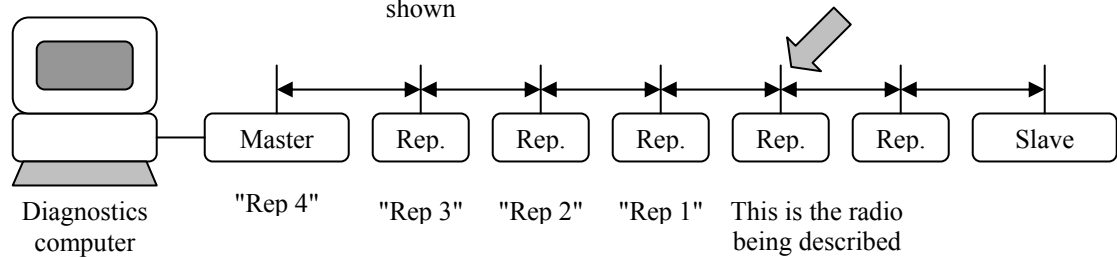 shown
Master Rep. Rep. Rep. Rep. Rep. Slave
"Rep 4" "Rep 3" "Rep 2" "Rep 1" This is the radio
being described
Diagnostics
computer